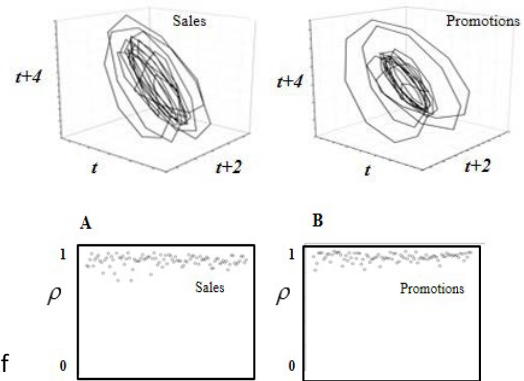 Sales
Promotions
t+4
t
t+2
t+4
t
t+2
A
B
1
ρ
Sales
0
1
ρ
Promotions
0
f